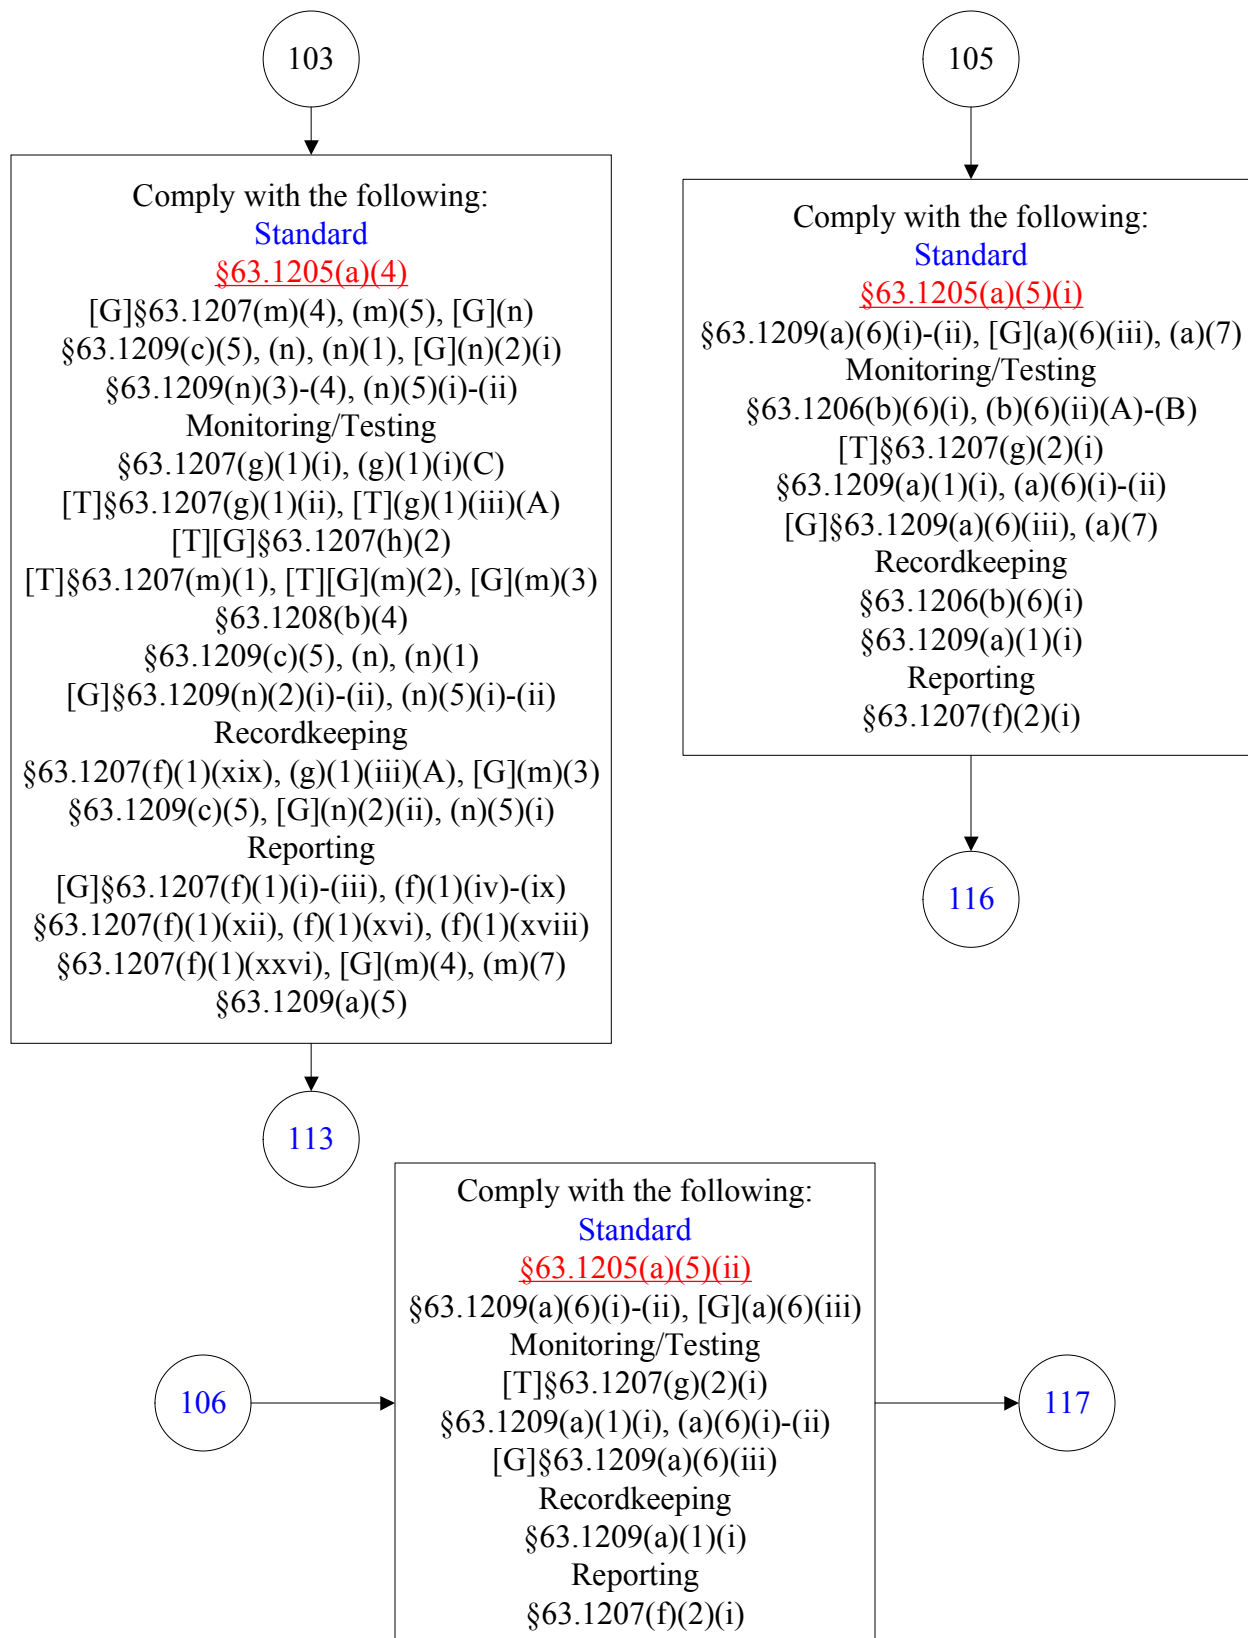 103
Comply with the following:
Standard
§63.1205(a)(4)
[G]§63.1207(m)(4), (m)(5), [G](n)
§63.1209(c)(5), (n), (n)(1), [G](n)(2)(i)
§63.1209(n)(3)-(4), (n)(5)(i)-(ii)
Monitoring/Testing
§63.1207(g)(1)(i), (g)(1)(i)(C)
[T]§63.1207(g)(1)(ii), [T](g)(1)(iii)(A)
[T][G]§63.1207(h)(2)
[T]§63.1207(m)(1), [T][G](m)(2), [G](m)(3)
§63.1208(b)(4)
§63.1209(c)(5), (n), (n)(1)
[G]§63.1209(n)(2)(i)-(ii), (n)(5)(i)-(ii)
Recordkeeping
§63.1207(f)(1)(xix), (g)(1)(iii)(A), [G](m)(3)
§63.1209(c)(5), [G](n)(2)(ii), (n)(5)(i)
Reporting
[G]§63.1207(f)(1)(i)-(iii), (f)(1)(iv)-(ix)
§63.1207(f)(1)(xii), (f)(1)(xvi), (f)(1)(xviii)
§63.1207(f)(1)(xxvi), [G](m)(4), (m)(7)
§63.1209(a)(5)
113
105
Comply with the following:
Standard
§63.1205(a)(5)(i)
§63.1209(a)(6)(i)-(ii), [G](a)(6)(iii), (a)(7)
Monitoring/Testing
§63.1206(b)(6)(i), (b)(6)(ii)(A)-(B)
[T]§63.1207(g)(2)(i)
§63.1209(a)(1)(i), (a)(6)(i)-(ii)
[G]§63.1209(a)(6)(iii), (a)(7)
Recordkeeping
§63.1206(b)(6)(i)
§63.1209(a)(1)(i)
Reporting
§63.1207(f)(2)(i)
116
106
Comply with the following:
Standard
§63.1205(a)(5)(ii)
§63.1209(a)(6)(i)-(ii), [G](a)(6)(iii)
Monitoring/Testing
[T]§63.1207(g)(2)(i)
§63.1209(a)(1)(i), (a)(6)(i)-(ii)
[G]§63.1209(a)(6)(iii)
Recordkeeping
§63.1209(a)(1)(i)
Reporting
§63.1207(f)(2)(i)
117